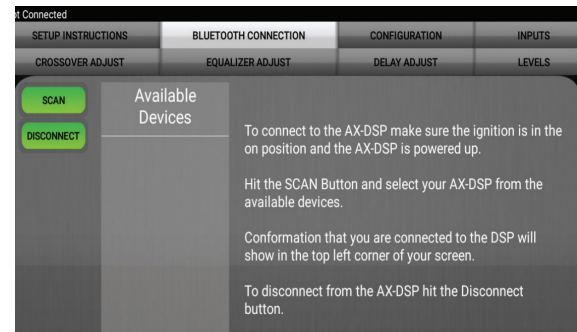 ot Connected
SETUP INSTRUCTIONS BLUETOOTH CONNECTION CONFIGURATION INPUTS
CROSSOVER ADJUST EQUALIZER ADJUST DELAY ADJUST LEVELS
SCAN
DISCONNECT
Available
Devices
To connect to the AX-DSP make sure the ignition is in the
on position and the AX-DSP is powered up.
Hit the SCAN Button and select your AX-DSP from the
available devices.
Conformation that you are connected to the DSP will
show in the top left corner of your screen.
To disconnect from the AX-DSP hit the Disconnect
button.